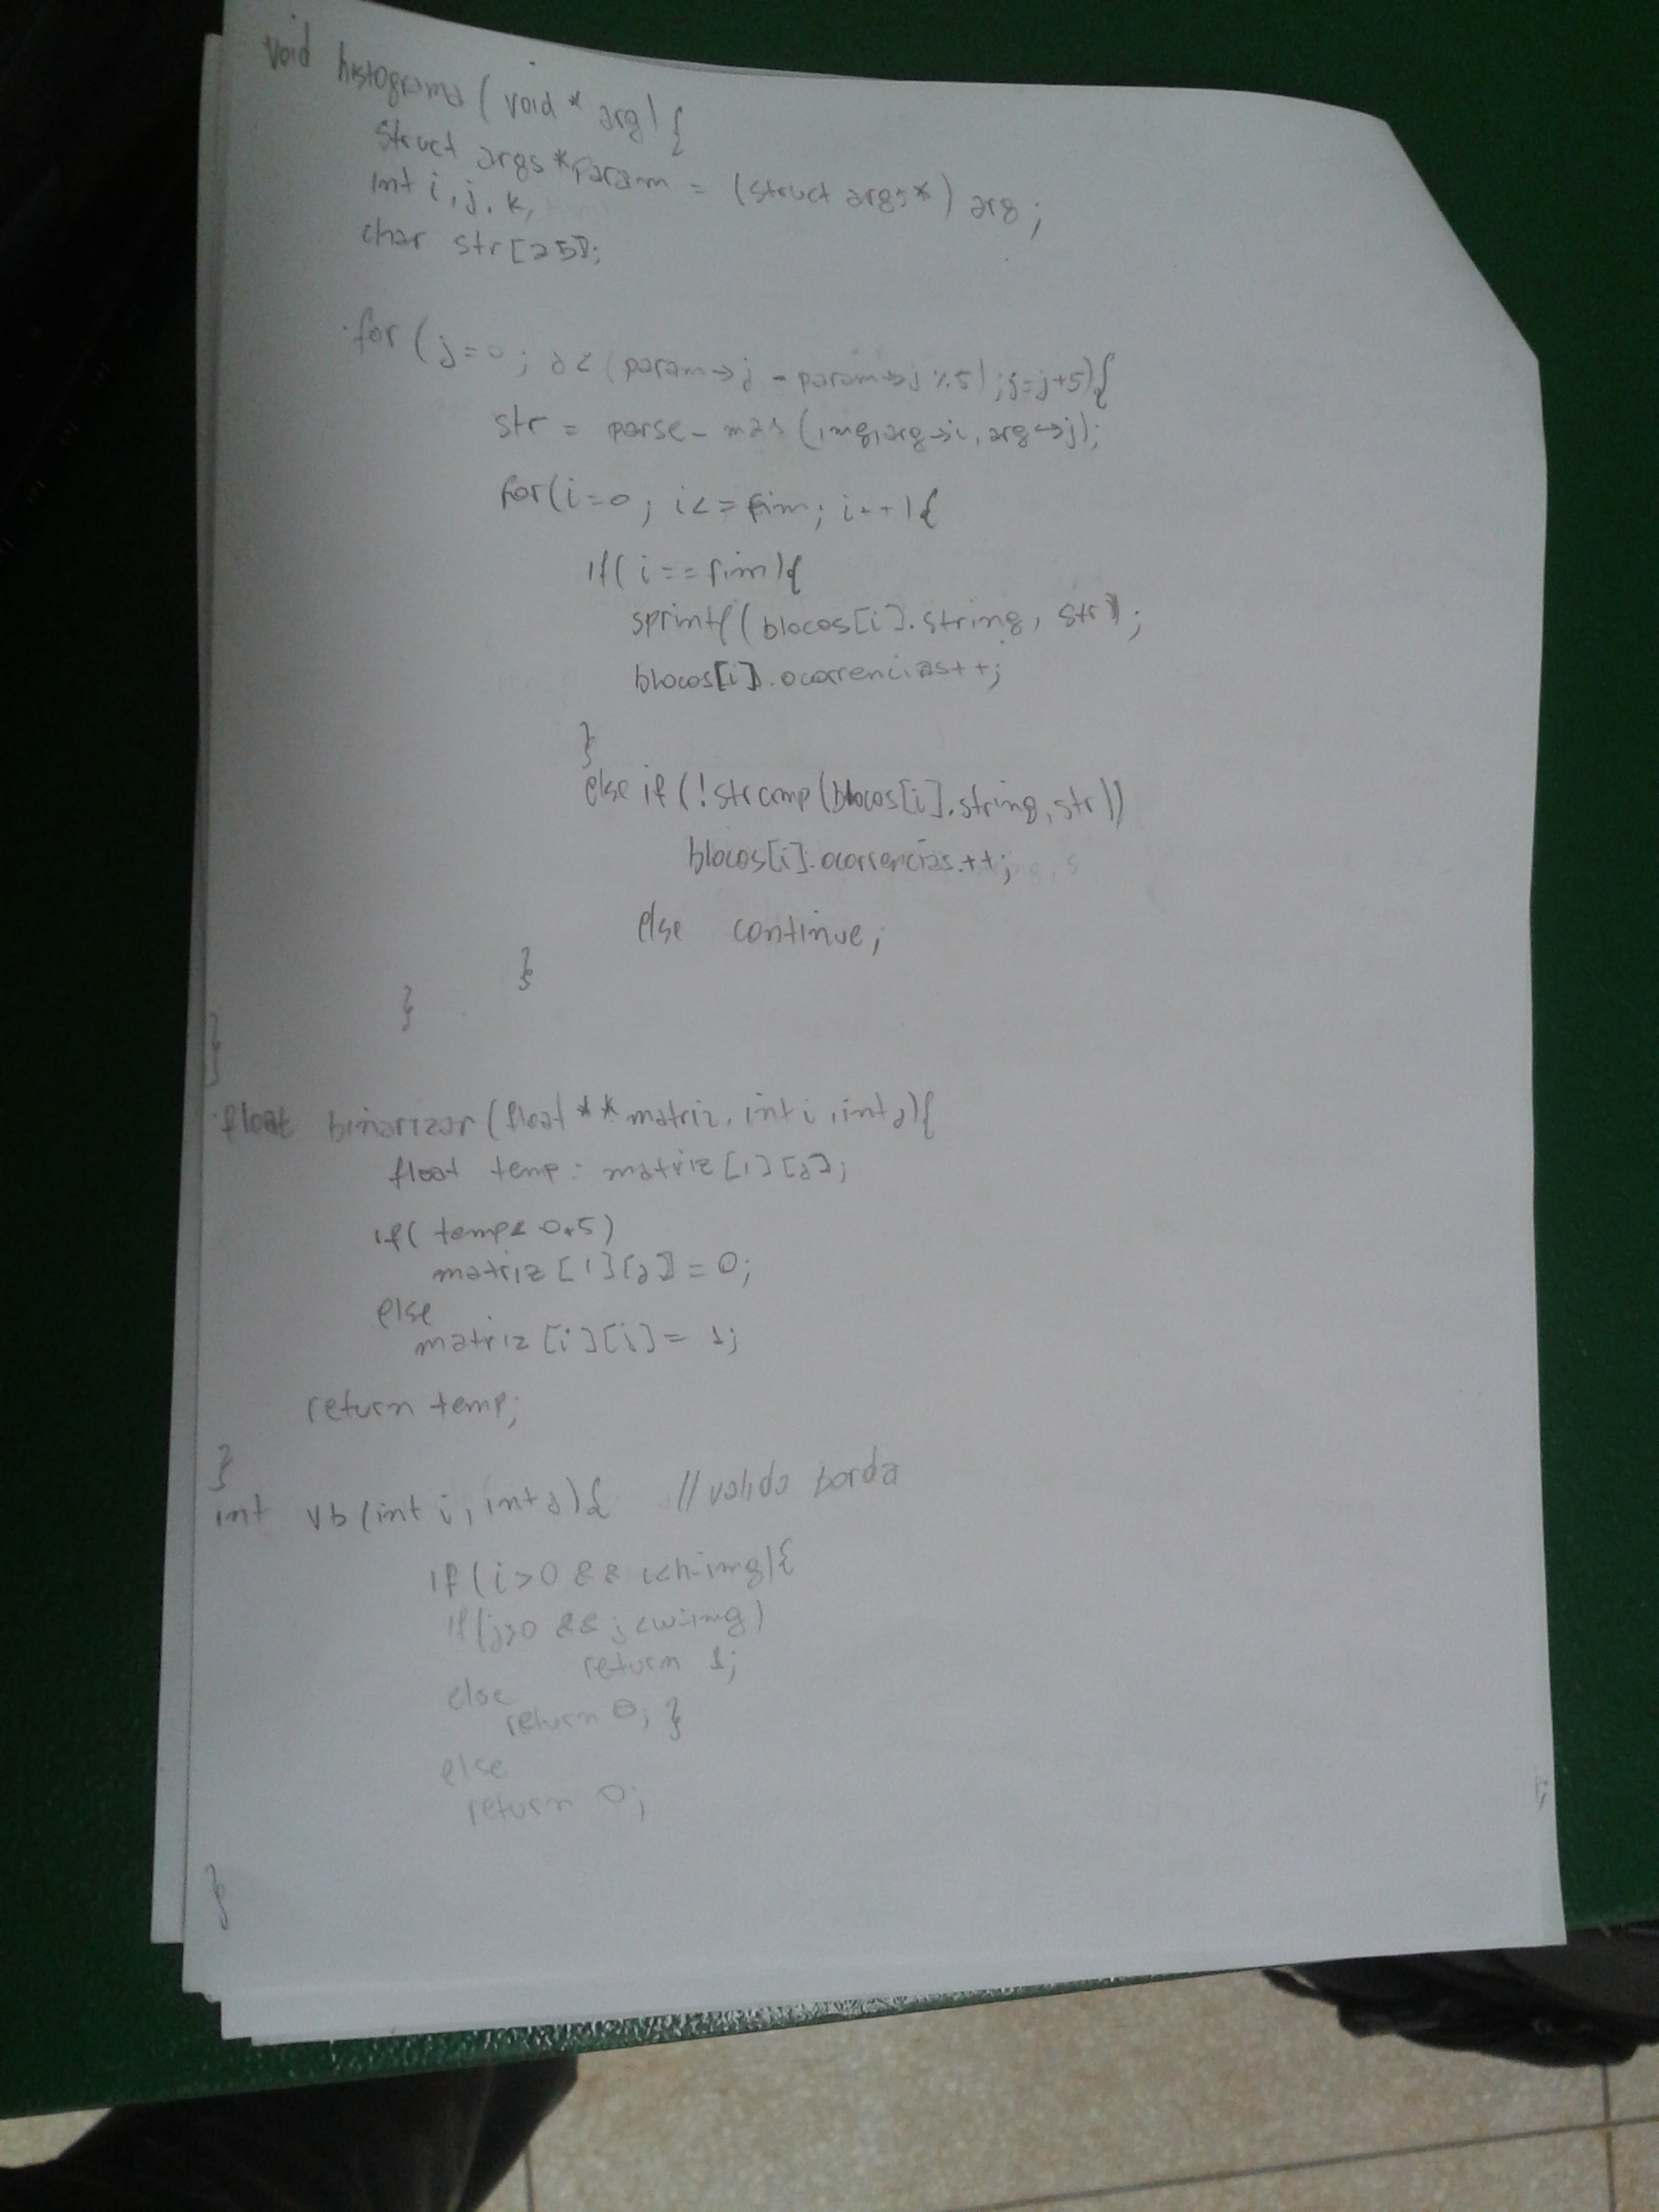 void histograma (void * arg) {
struct args *param = (struct args*) arg;
int i, j, k;
char str[25];
for (j=0; j < (param->j - param->j % 5); j=j+5) {
str = parse_mas (img, arg->i, arg->j);
for (i=0; i <= fim; i++) {
if (i == fim) {
sprintf (blocos[i].string, str);
blocos[i].ocorrencias++;
}
else if (!strcmp (blocos[i].string, str))
blocos[i].ocorrencias++;
else continue;
}
}
}
float binarizar (float** matriz, int i, int j) {
float temp = matriz [i][j];
if (temp < 0.5)
matriz [i][j] = 0;
else
matriz [i][j] = 1;
return temp;
}
int vb (int i, int j) { // valida borda
if (i > 0 && i < h_img) {
if (j>0 && j < w_img)
return 1;
else
return 0; }
else
return 0;
}